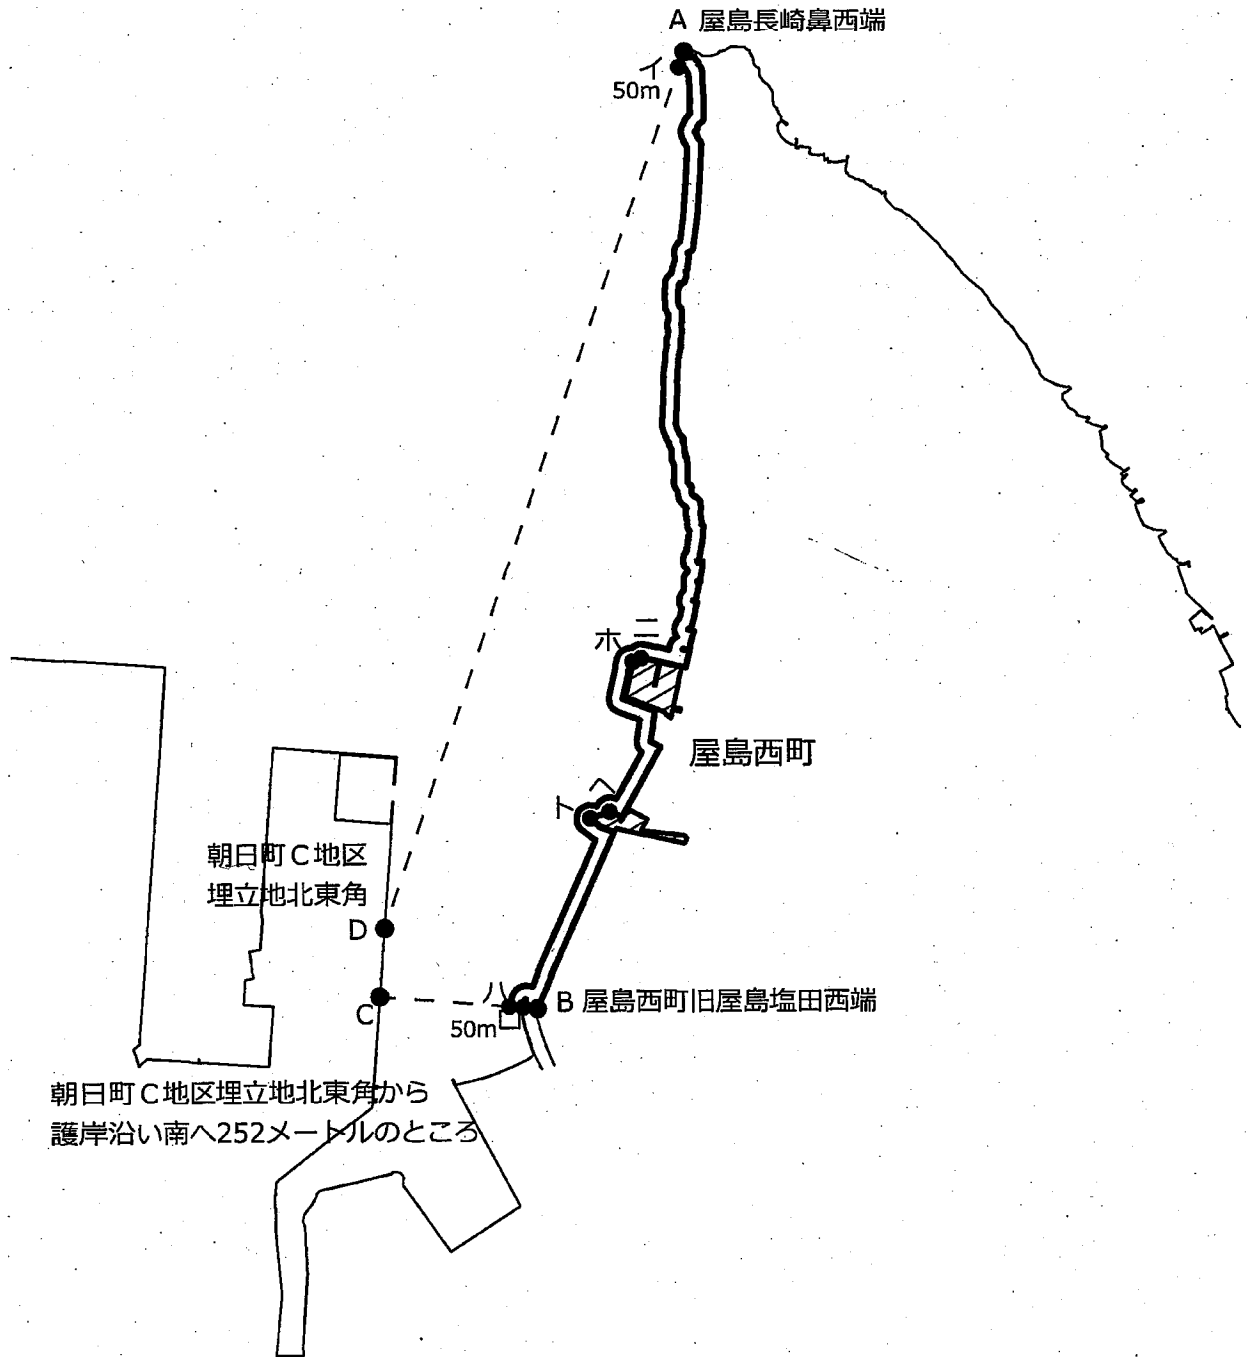 A 屋島長崎鼻西端
イ
50m
ホ ニ
屋島西町
ヘ
ト
朝日町C地区
埋立地北東角
D
C
ハ
50m
B 屋島西町旧屋島塩田西端
朝日町C地区埋立地北東角から
護岸沿い南へ252メートルのところ